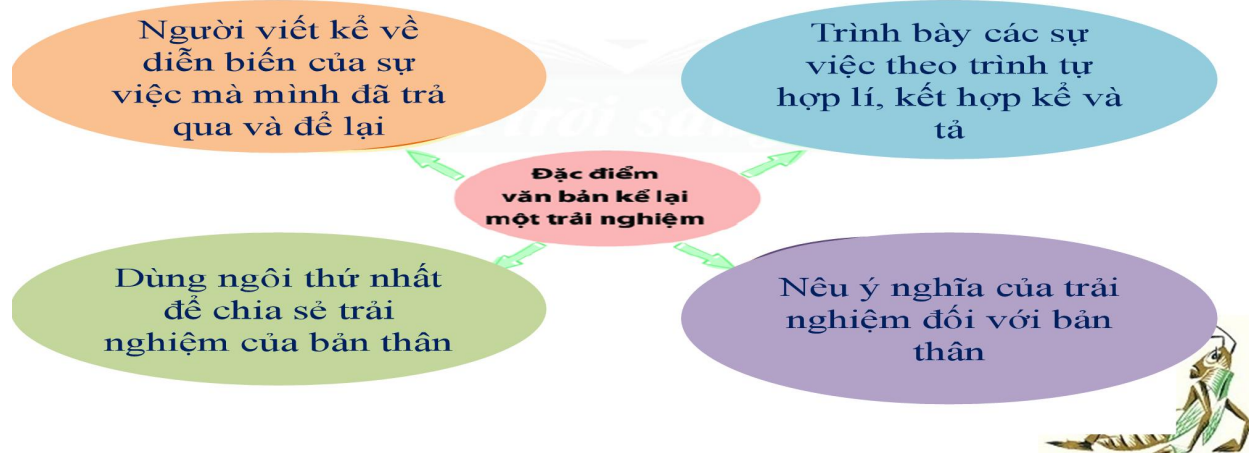 Người viết kể về
diễn biến của sự
việc mà mình đã trả
qua và để lại
Trình bày các sự
việc theo trình tự
hợp lí, kết hợp kể và
tả
Đặc điểm
văn bản kể lại
một trải nghiệm
Dùng ngôi thứ nhất
để chia sẻ trải
nghiệm của bản thân
Nêu ý nghĩa của trải
nghiệm đối với bản
thân